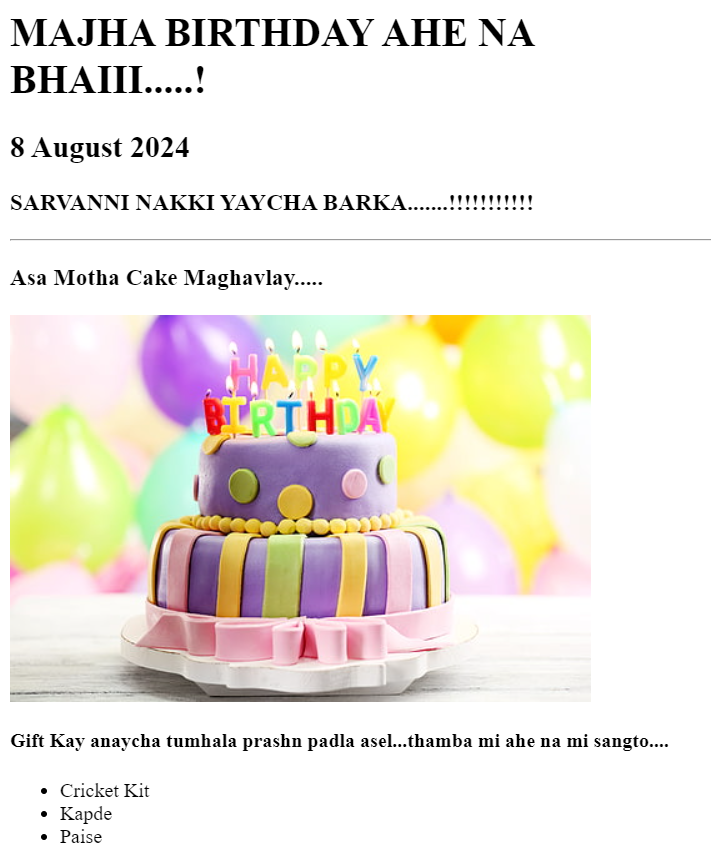 MAJHA BIRTHDAY AHE NA
BHAIII.....!
8 August 2024
SARVANNI NAKKI YAYCHA BARKA.......!!!!!!!!!!!
Asa Motha Cake Maghavlay.....
HAPPY
BIRTHDAY
Gift Kay anaycha tumhala prashn padla asel...thamba mi ahe na mi sangto....
Cricket Kit
Kapde
Paise